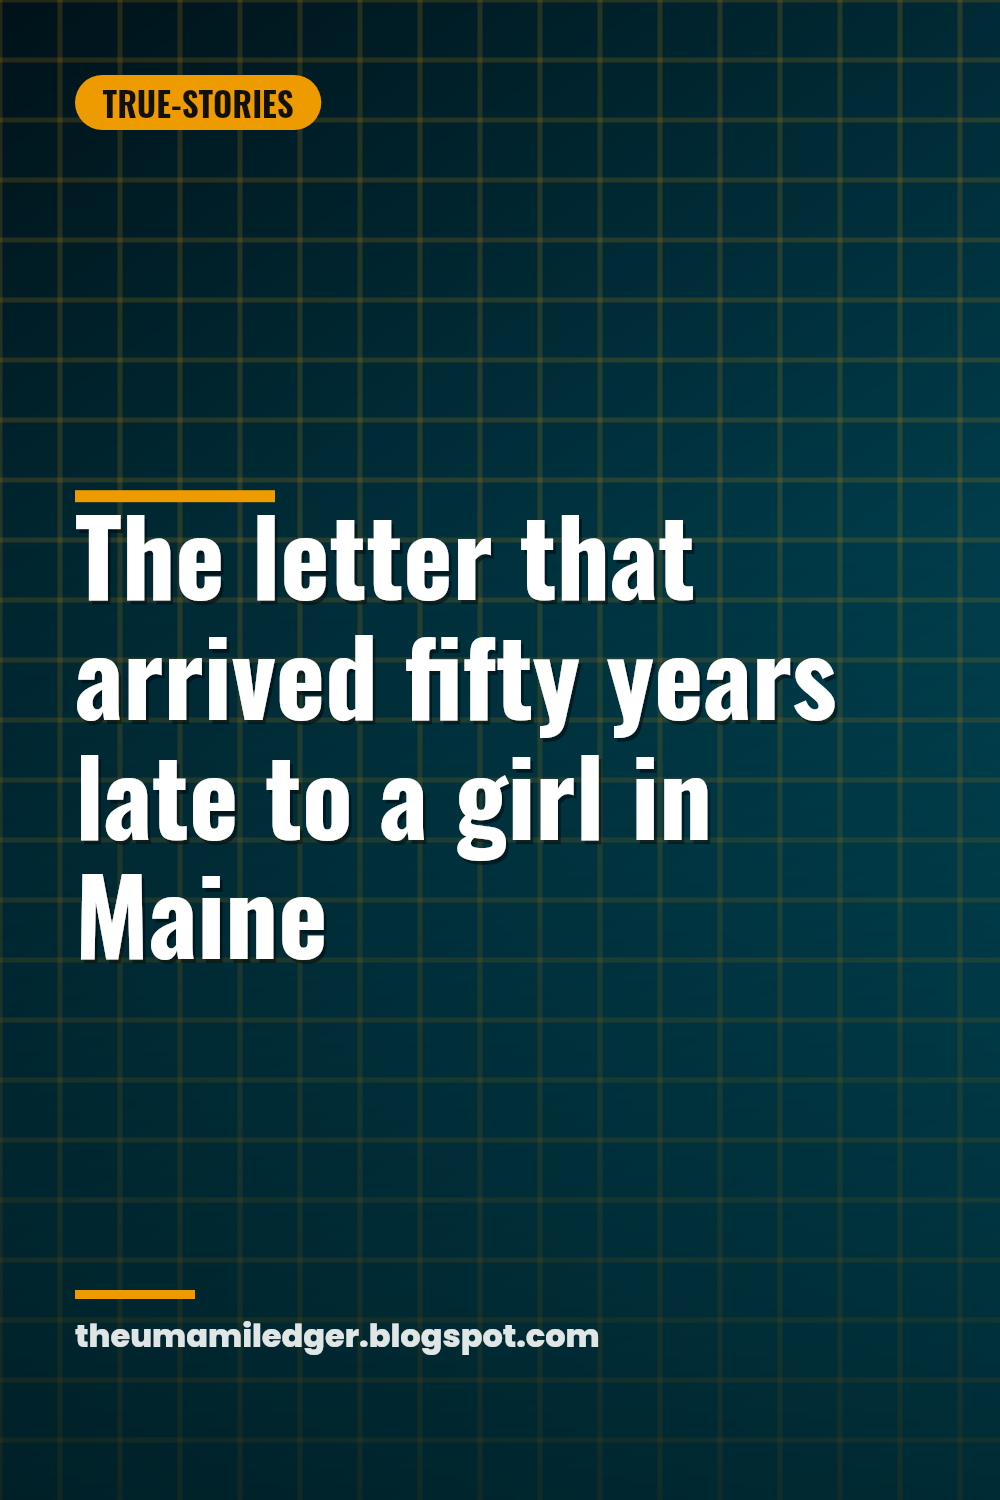 TRUE-STORIES
The letter that
arrived fifty years
late to a girl in
Maine
theumamiledger.blogspot.com